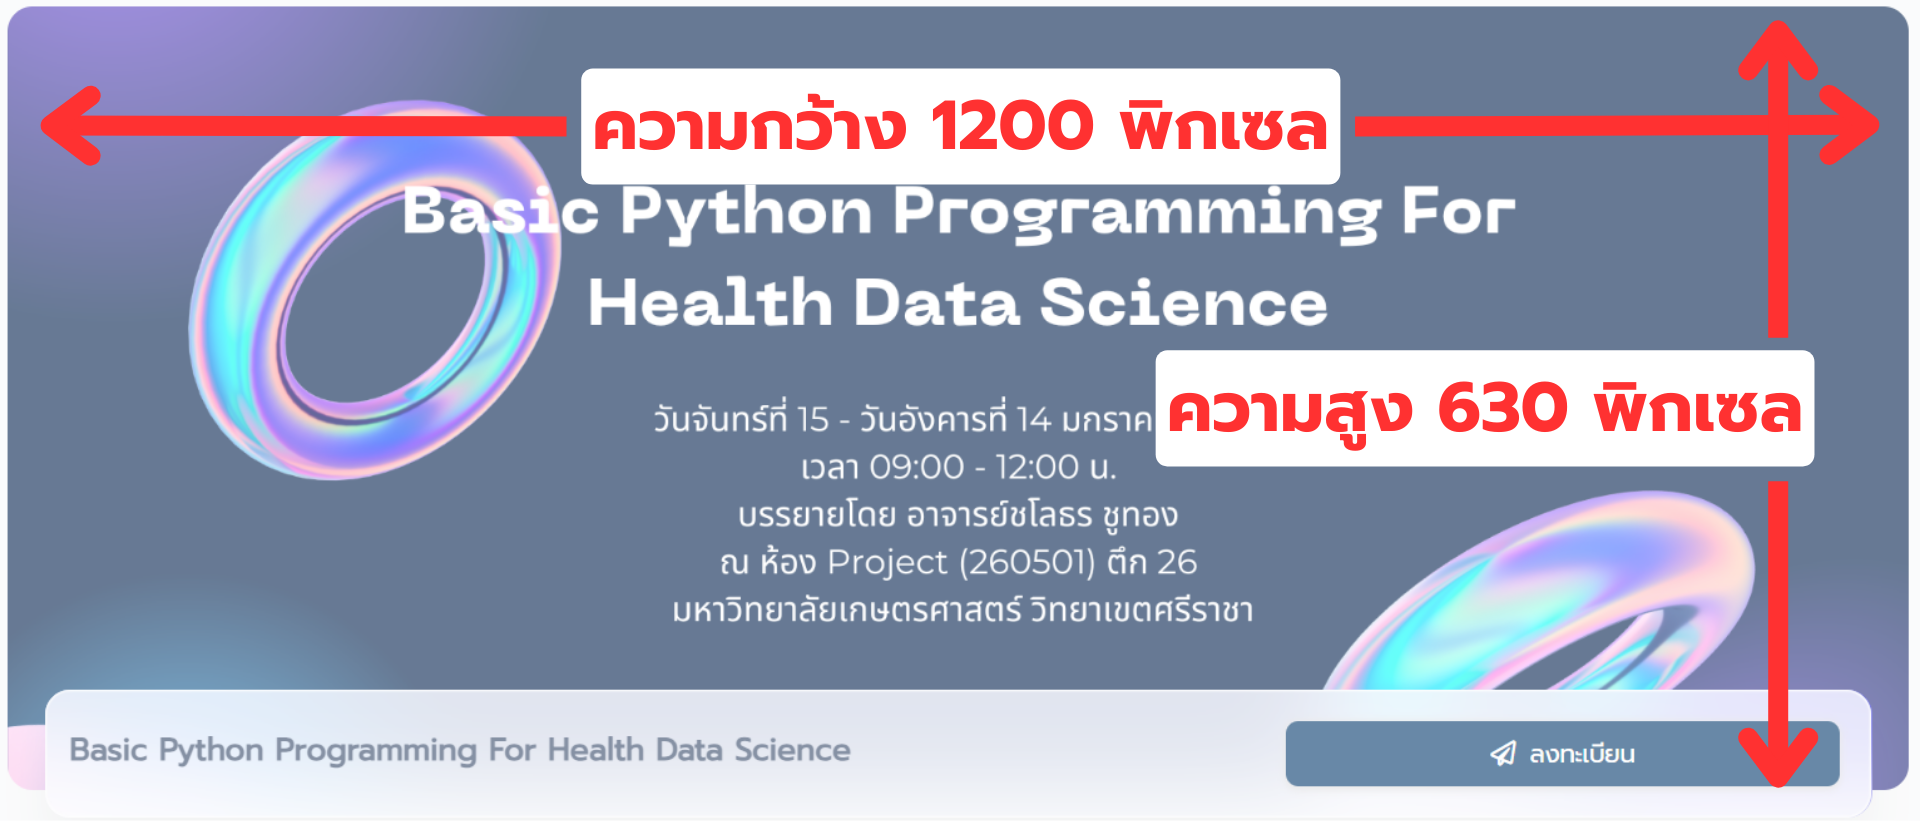 ความกว้าง 1200 พิกเซล
Basic Python Programming For
Health Data Science
วันจันทร์ที่ 15 - วันอังคารที่ 14 มกราค
ความสูง 630 พิกเซล
เวลา 09:00 - 12:00 น.
บรรยายโดย อาจารย์ชโลธร ชูทอง
ณ ห้อง Project (260501) ตึก 26
มหาวิทยาลัยเกษตรศาสตร์ วิทยาเขตศรีราชา
Basic Python Programming For Health Data Science
ลงทะเบียน